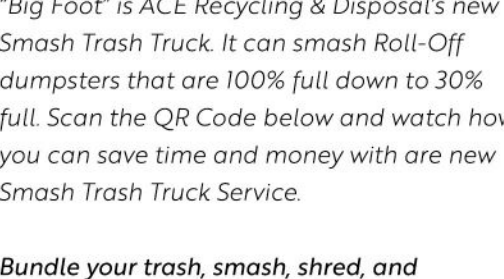 "Big Foot" is ACE Recycling & Disposal's new
Smash Trash Truck. It can smash Roll-Off
dumpsters that are 100% full down to 30%
full. Scan the QR Code below and watch how
you can save time and money with are new
Smash Trash Truck Service.
Bundle your trash, smash, shred, and